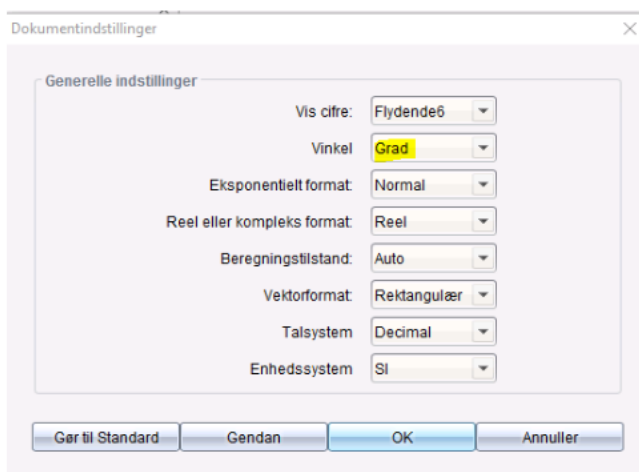 Dokumentindstillinger
Generelle indstillinger
Vis cifre: Flydende6
Vinkel Grad
Eksponentielt format: Normal
Reel eller kompleks format: Reel
Beregningstilstand: Auto
Vektorformat: Rektangulær
Talsystem Decimal
Enhedssystem SI
Gør til Standard Gendan OK Annuller